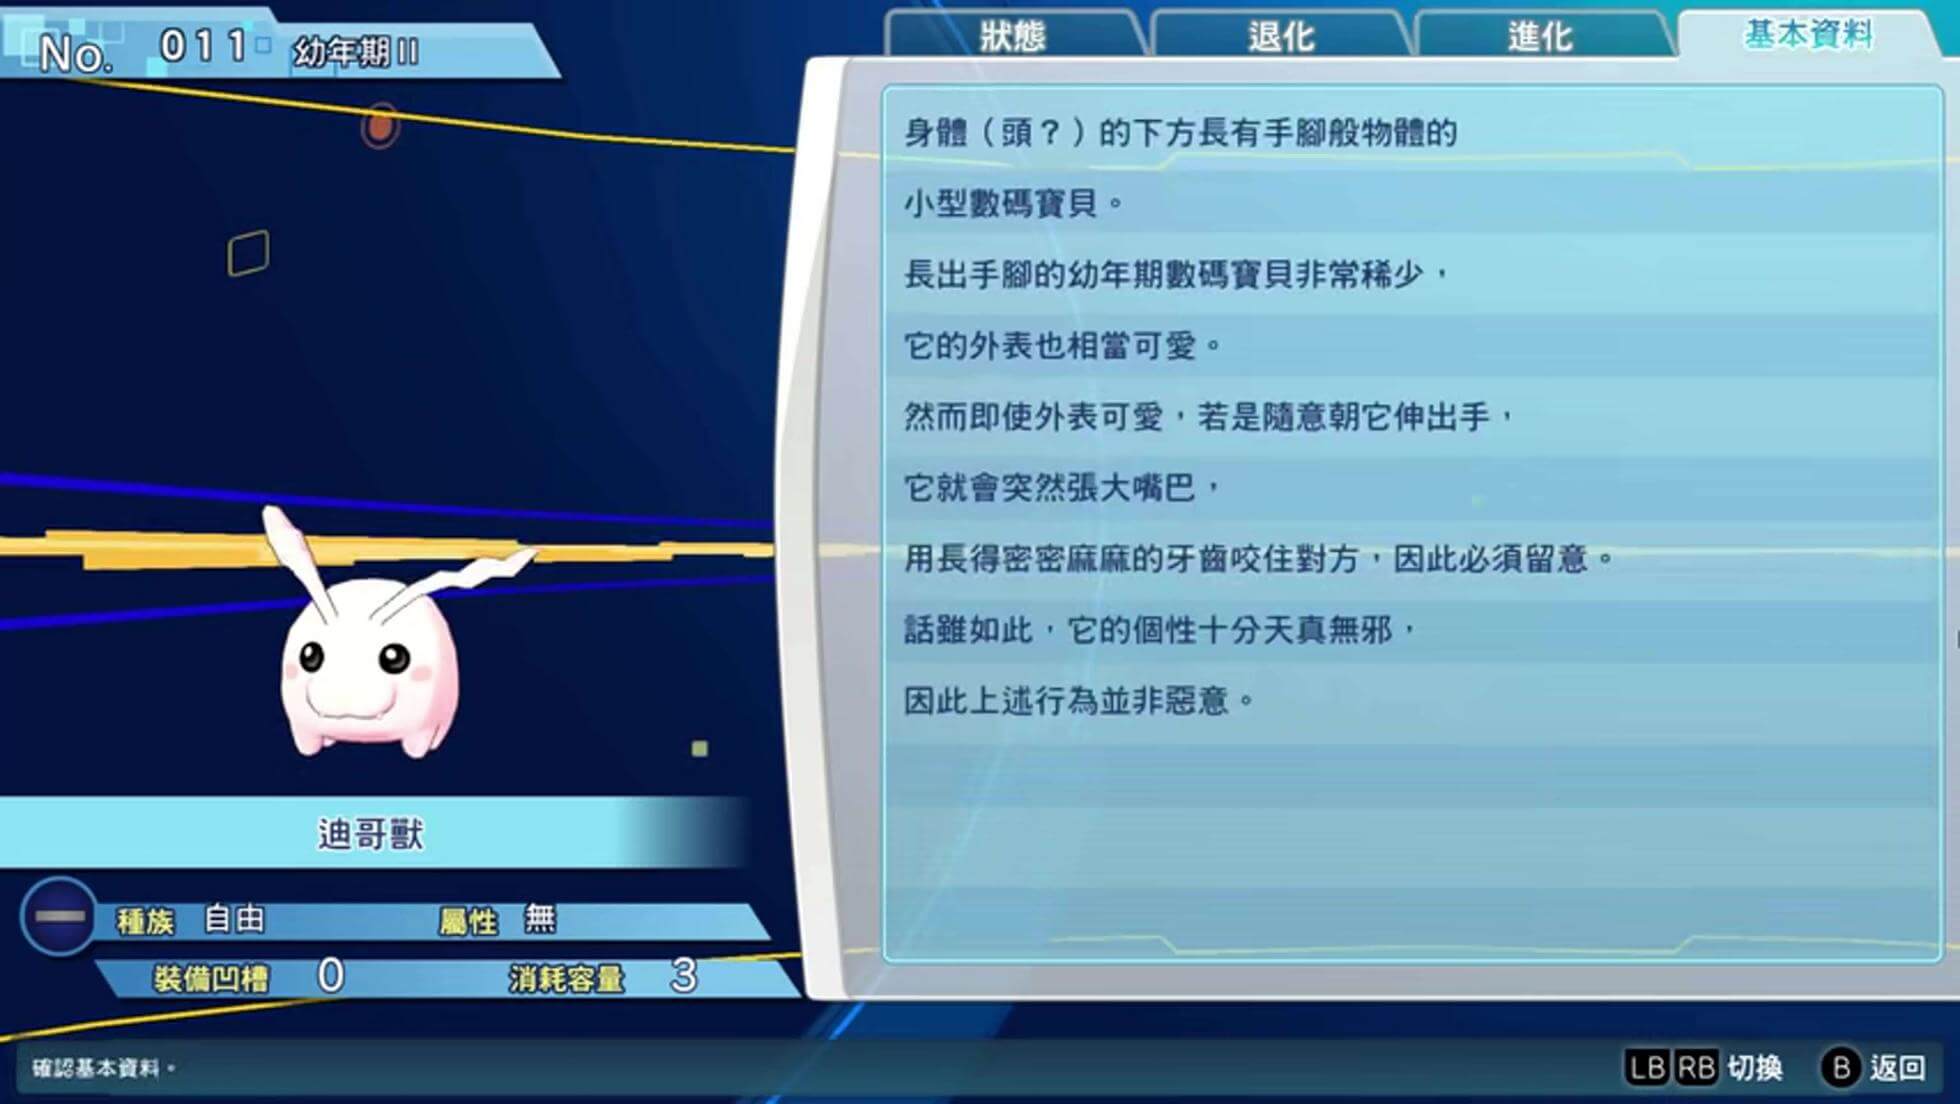 No. 011 幼年期II
狀態 退化 進化 基本資料
身體（頭？）的下方長有手腳般物體的
小型數碼寶貝。
長出手腳的幼年期數碼寶貝非常稀少，
它的外表也相當可愛。
然而即使外表可愛，若是隨意朝它伸出手，
它就會突然張大嘴巴，
用長得密密麻麻的牙齒咬住對方，因此必須留意。
話雖如此，它的個性十分天真無邪，
因此上述行為並非惡意。
迪哥獸
種族 自由 屬性 無
裝備凹槽 0 消耗容量 3
確認基本資料。
LB RB 切換 B 返回